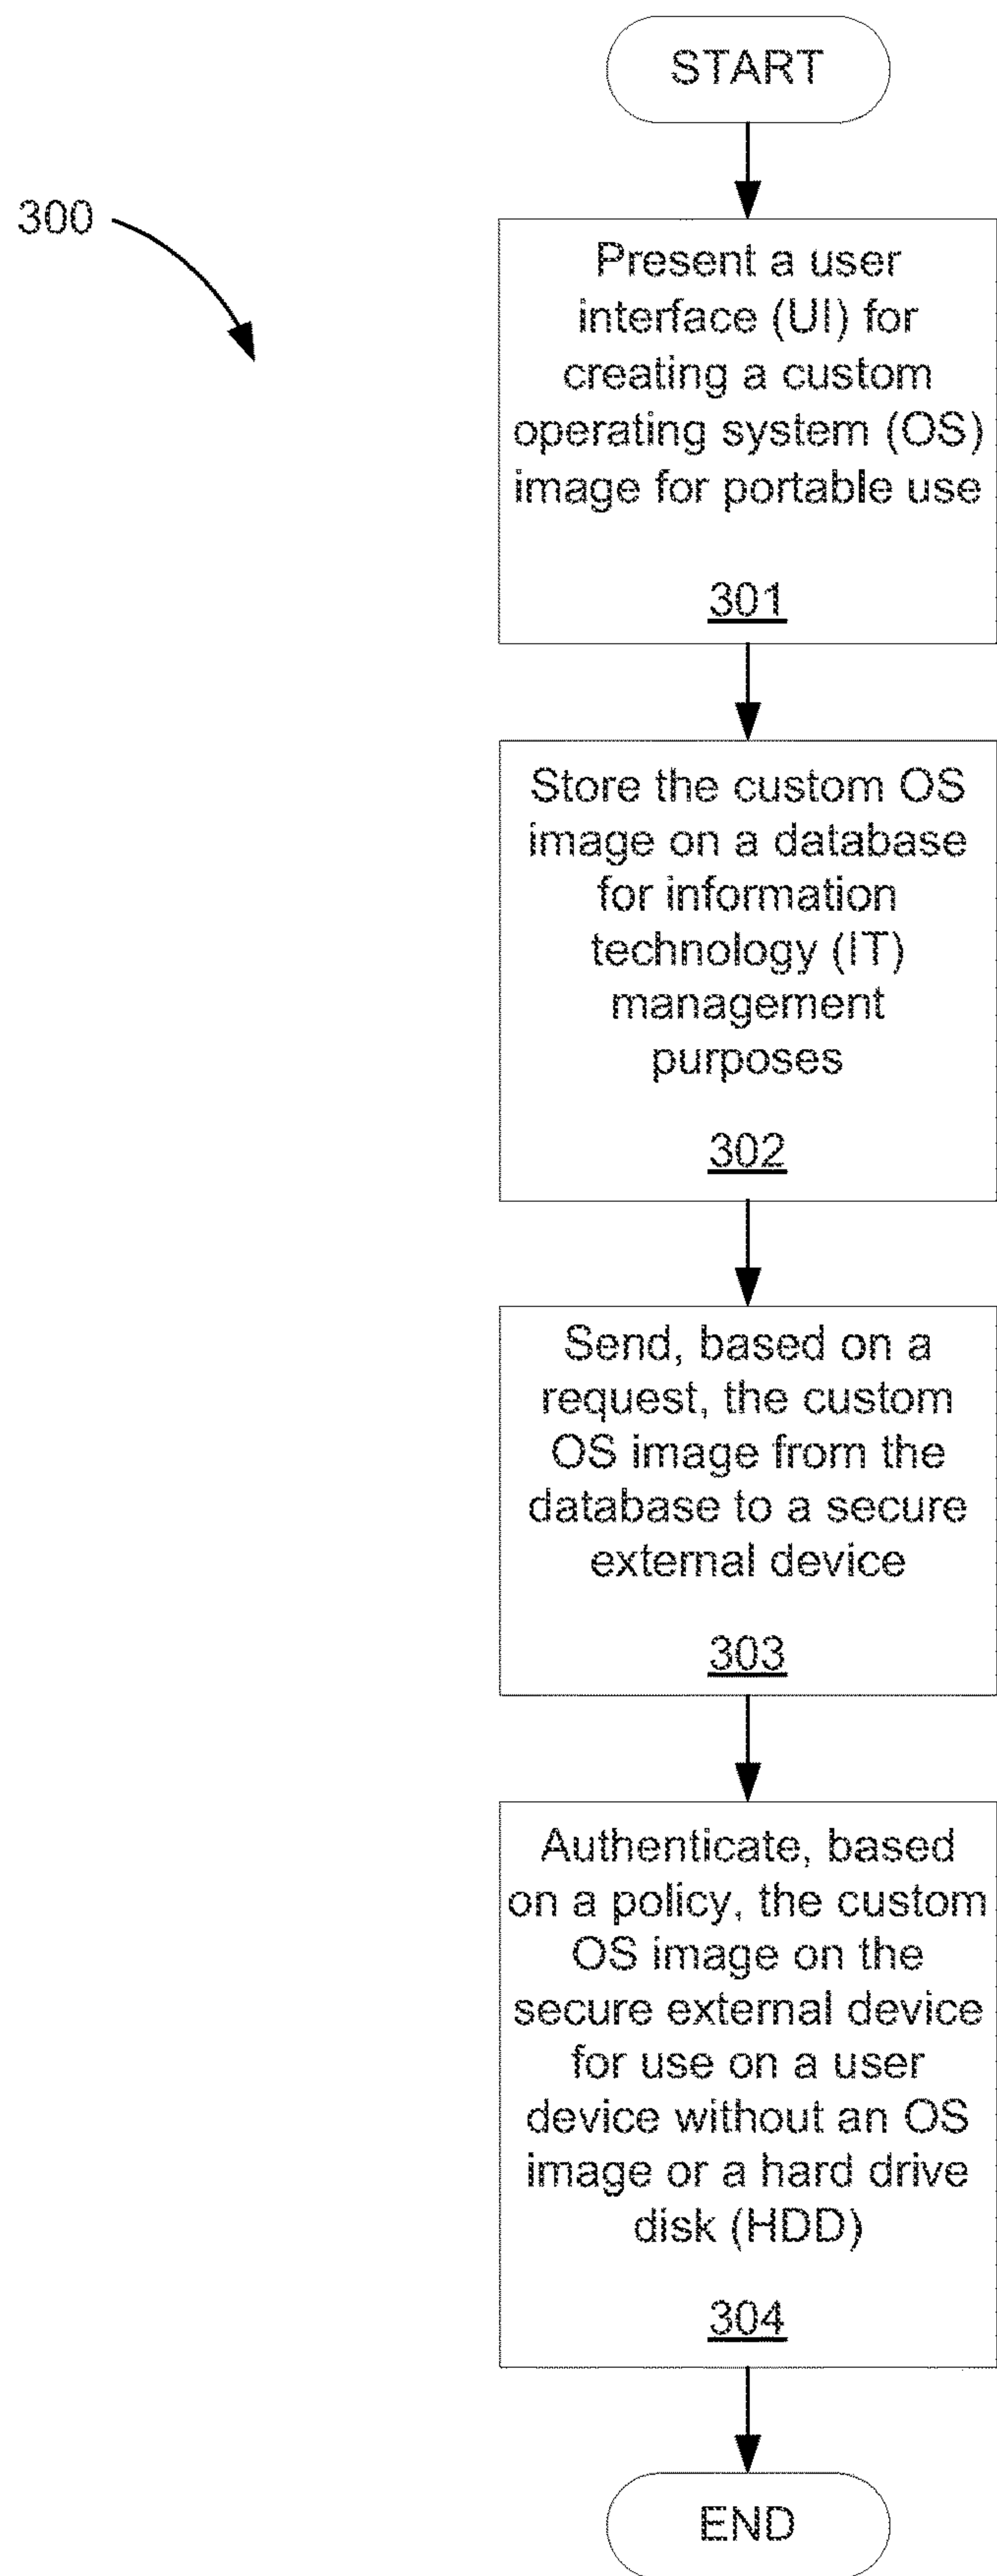 START
300
Present a user
interface (UI) for
creating a custom
operating system (OS)
image for portable use
301
Store the custom OS
image on a database
for information
technology (IT)
management
purposes
302
Send, based on a
request, the custom
OS image from the
database to a secure
external device
303
Authenticate, based
on a policy, the custom
OS image on the
secure external device
for use on a user
device without an OS
image or a hard drive
disk (HDD)
304
END